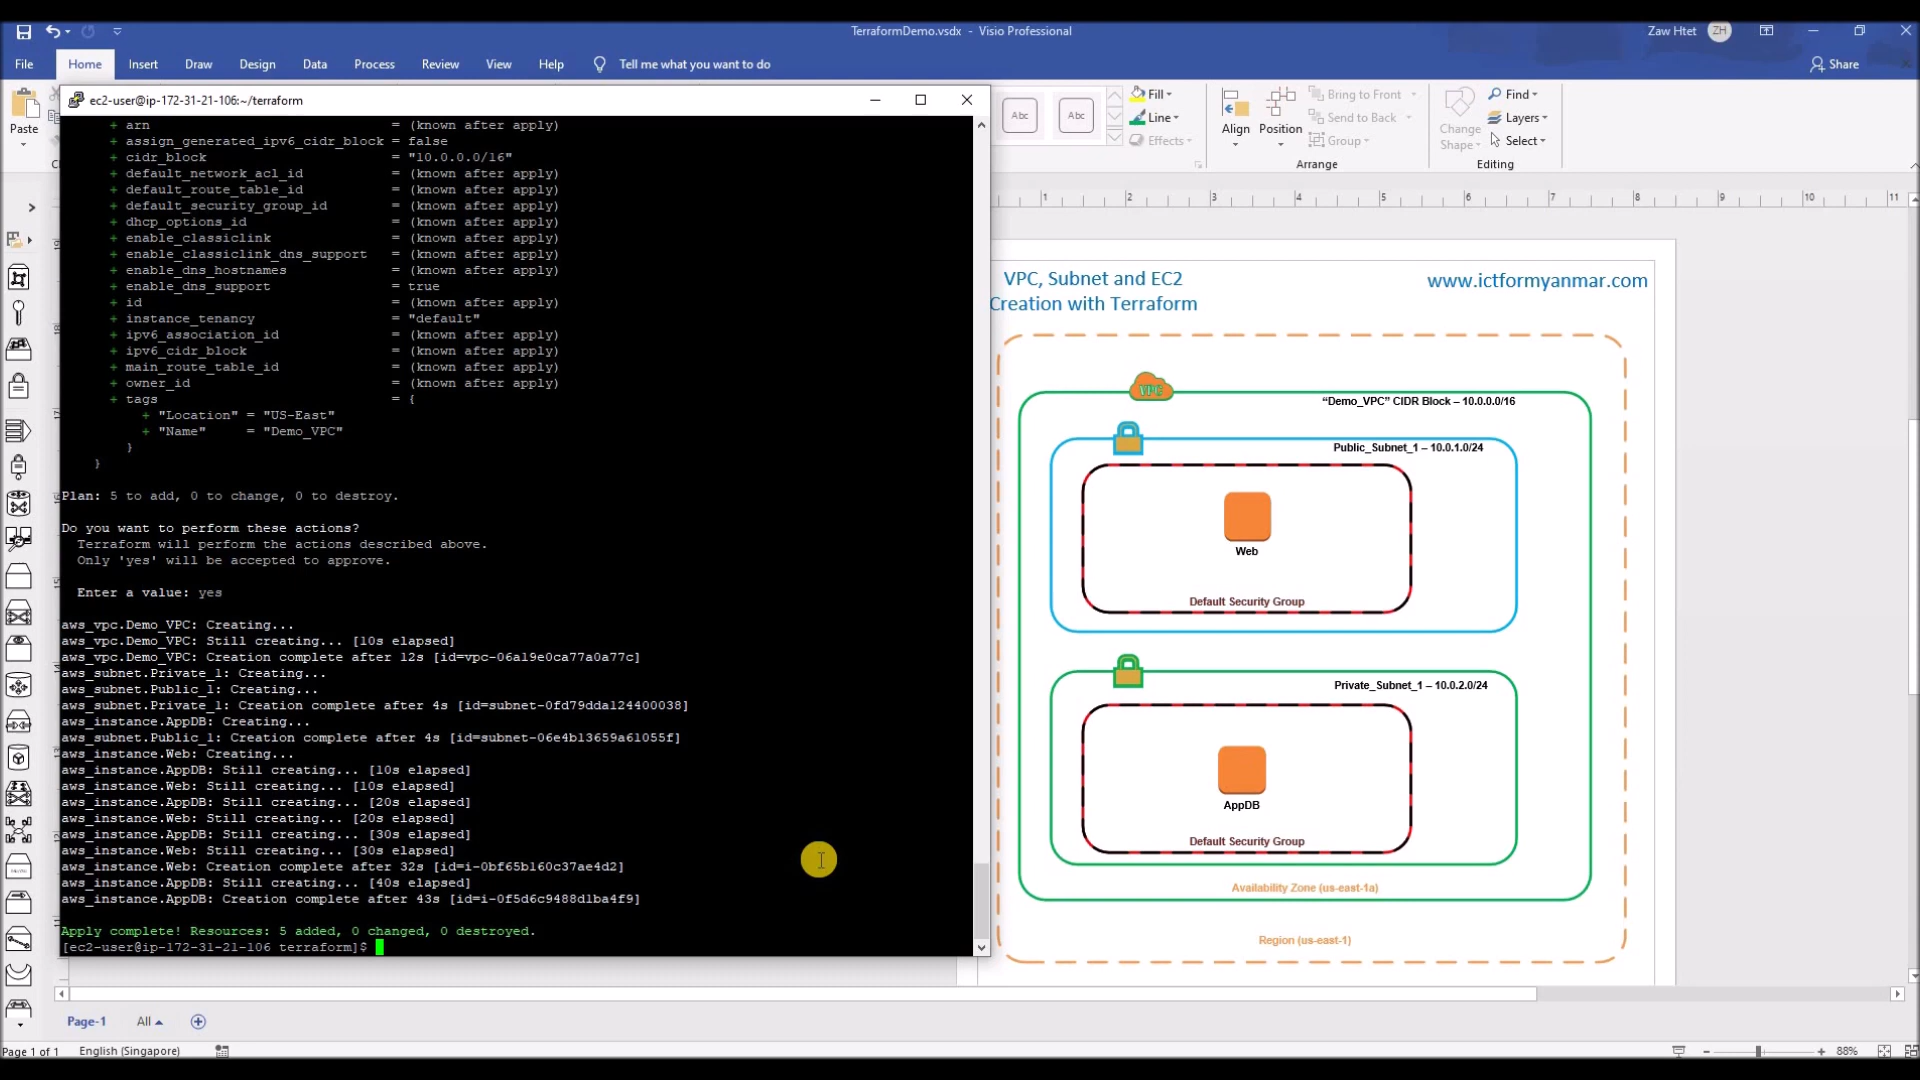 TerraformDemo.vsdx - Visio Professional
Zaw Htet
ZH
File
Home
Insert
Draw
Design
Data
Process
Review
View
Help
Tell me what you want to do
Share
Paste
ec2-user@ip-172-31-21-106:~/terraform
Abc
Abc
Fill
Line
Effects
Align
Position
Bring to Front
Send to Back
Group
Arrange
Change
Shape
Find
Layers
Select
Editing
+ arn = (known after apply)
+ assign_generated_ipv6_cidr_block = false
+ cidr_block = "10.0.0.0/16"
+ default_network_acl_id = (known after apply)
+ default_route_table_id = (known after apply)
+ default_security_group_id = (known after apply)
+ dhcp_options_id = (known after apply)
+ enable_classiclink = (known after apply)
+ enable_classiclink_dns_support = (known after apply)
+ enable_dns_hostnames = (known after apply)
+ enable_dns_support = true
+ id = (known after apply)
+ instance_tenancy = "default"
+ ipv6_association_id = (known after apply)
+ ipv6_cidr_block = (known after apply)
+ main_route_table_id = (known after apply)
+ owner_id = (known after apply)
+ tags = {
+ "Location" = "US-East"
+ "Name" = "Demo_VPC"
}
}
Plan: 5 to add, 0 to change, 0 to destroy.
Do you want to perform these actions?
Terraform will perform the actions described above.
Only 'yes' will be accepted to approve.
Enter a value: yes
aws_vpc.Demo_VPC: Creating...
aws_vpc.Demo_VPC: Still creating... [10s elapsed]
aws_vpc.Demo_VPC: Creation complete after 12s [id=vpc-06a19e0ca77a0a77c]
aws_subnet.Private_1: Creating...
aws_subnet.Public_1: Creating...
aws_subnet.Private_1: Creation complete after 4s [id=subnet-0fd79dda124400038]
aws_instance.AppDB: Creating...
aws_subnet.Public_1: Creation complete after 4s [id=subnet-06e4b13659a61055f]
aws_instance.Web: Creating...
aws_instance.AppDB: Still creating... [10s elapsed]
aws_instance.Web: Still creating... [10s elapsed]
aws_instance.AppDB: Still creating... [20s elapsed]
aws_instance.Web: Still creating... [20s elapsed]
aws_instance.AppDB: Still creating... [30s elapsed]
aws_instance.Web: Still creating... [30s elapsed]
aws_instance.Web: Creation complete after 32s [id=i-0bf65b160c37ae4d2]
aws_instance.AppDB: Still creating... [40s elapsed]
aws_instance.AppDB: Creation complete after 43s [id=i-0f5d6c9488d1ba4f9]
Apply complete! Resources: 5 added, 0 changed, 0 destroyed.
[ec2-user@ip-172-31-21-106 terraform]$
1 2 3 4 5 6 7 8 9 10 11
VPC, Subnet and EC2
Creation with Terraform
www.ictformyanmar.com
VPC
“Demo_VPC” CIDR Block – 10.0.0.0/16
Public_Subnet_1 – 10.0.1.0/24
Web
Default Security Group
Private_Subnet_1 – 10.0.2.0/24
AppDB
Default Security Group
Availability Zone (us-east-1a)
Region (us-east-1)
Page-1
All
Page 1 of 1
English (Singapore)
88%